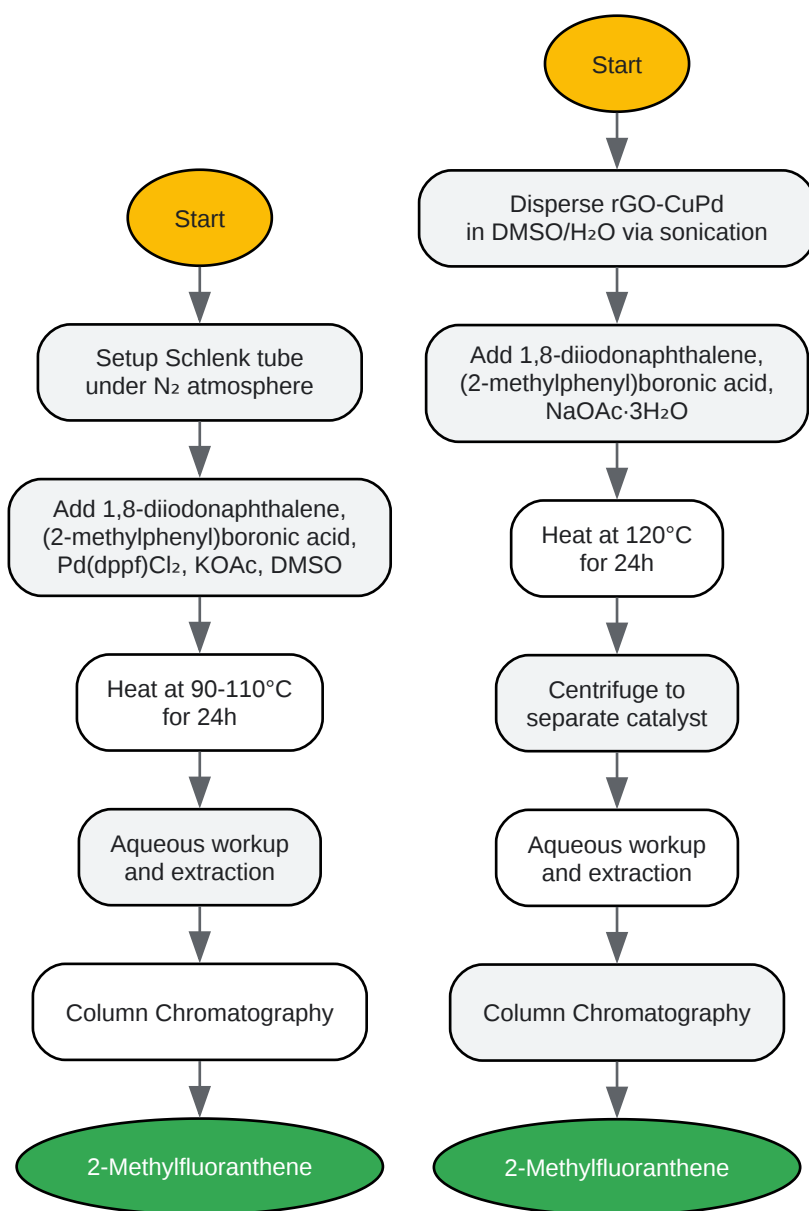 Start
Setup Schlenk tube
under N₂ atmosphere
Add 1,8-diiodonaphthalene,
(2-methylphenyl)boronic acid,
Pd(dppf)Cl₂, KOAc, DMSO
Heat at 90-110°C
for 24h
Aqueous workup
and extraction
Column Chromatography
2-Methylfluoranthene
Start
Disperse rGO-CuPd
in DMSO/H₂O via sonication
Add 1,8-diiodonaphthalene,
(2-methylphenyl)boronic acid,
NaOAc·3H₂O
Heat at 120°C
for 24h
Centrifuge to
separate catalyst
Aqueous workup
and extraction
Column Chromatography
2-Methylfluoranthene